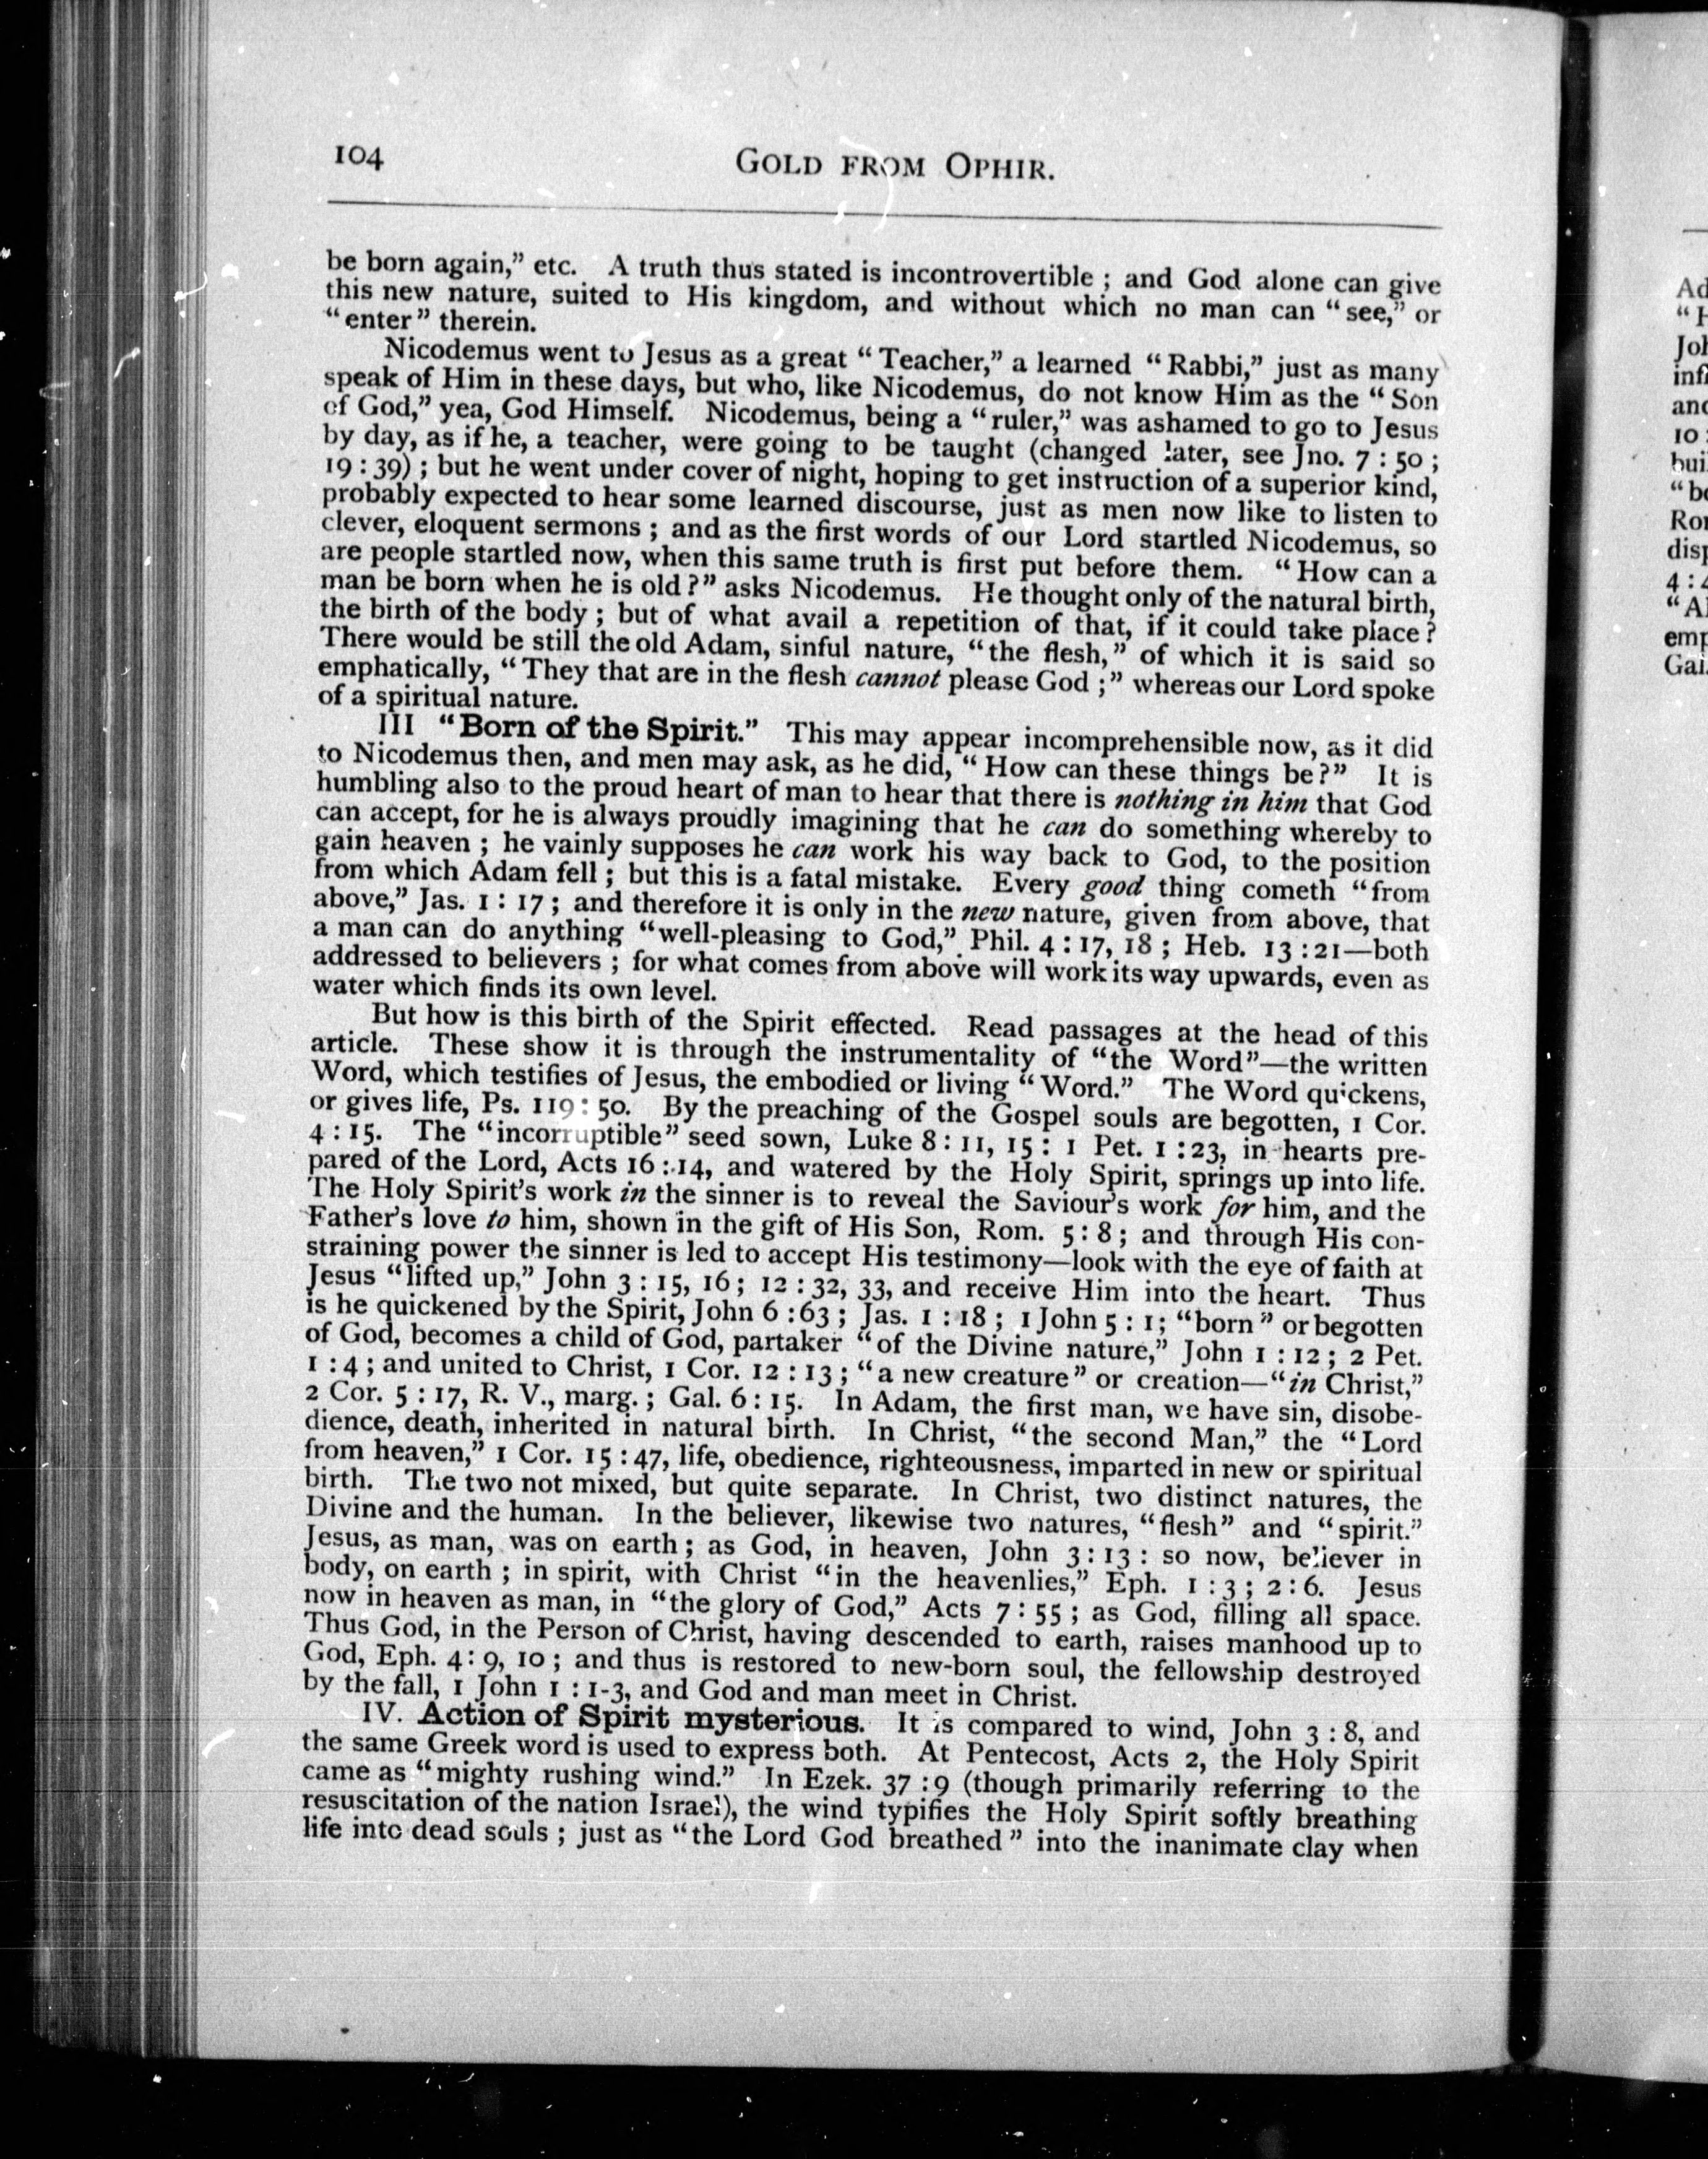 104
GOLD FROM OPHIR.
be born again,” etc. A truth thus stated is incontrovertible ; and God alone can give
this new nature, suited to His kingdom, and without which no man can “see,” or
“enter” therein.
Nicodemus went to Jesus as a great “Teacher,” a learned “Rabbi,” just as many
speak of Him in these days, but who, like Nicodemus, do not know Him as the “Son
of God,” yea, God Himself. Nicodemus, being a “ruler,” was ashamed to go to Jesus
by day, as if he, a teacher, were going to be taught (changed later, see Jno. 7 : 50 ;
19 : 39) ; but he went under cover of night, hoping to get instruction of a superior kind,
probably expected to hear some learned discourse, just as men now like to listen to
clever, eloquent sermons ; and as the first words of our Lord startled Nicodemus, so
are people startled now, when this same truth is first put before them. “How can a
man be born when he is old ?” asks Nicodemus. He thought only of the natural birth,
the birth of the body ; but of what avail a repetition of that, if it could take place ?
There would be still the old Adam, sinful nature, “the flesh,” of which it is said so
emphatically, “They that are in the flesh cannot please God ;” whereas our Lord spoke
of a spiritual nature.
III “Born of the Spirit.” This may appear incomprehensible now, as it did
to Nicodemus then, and men may ask, as he did, “How can these things be?” It is
humbling also to the proud heart of man to hear that there is nothing in him that God
can accept, for he is always proudly imagining that he can do something whereby to
gain heaven ; he vainly supposes he can work his way back to God, to the position
from which Adam fell ; but this is a fatal mistake. Every good thing cometh “from
above,” Jas. 1 : 17 ; and therefore it is only in the new nature, given from above, that
a man can do anything “well-pleasing to God,” Phil. 4 : 17, 18 ; Heb. 13 : 21—both
addressed to believers ; for what comes from above will work its way upwards, even as
water which finds its own level.
But how is this birth of the Spirit effected. Read passages at the head of this
article. These show it is through the instrumentality of “the Word”—the written
Word, which testifies of Jesus, the embodied or living “Word.” The Word quickens,
or gives life, Ps. 119 : 50. By the preaching of the Gospel souls are begotten, 1 Cor.
4 : 15. The “incorruptible” seed sown, Luke 8 : 11, 15 : 1 Pet. 1 : 23, in hearts pre-
pared of the Lord, Acts 16 : 14, and watered by the Holy Spirit, springs up into life.
The Holy Spirit’s work in the sinner is to reveal the Saviour’s work for him, and the
Father’s love to him, shown in the gift of His Son, Rom. 5 : 8 ; and through His con-
straining power the sinner is led to accept His testimony—look with the eye of faith at
Jesus “lifted up,” John 3 : 15, 16 ; 12 : 32, 33, and receive Him into the heart. Thus
is he quickened by the Spirit, John 6 : 63 ; Jas. 1 : 18 ; 1 John 5 : 1 ; “born” or begotten
of God, becomes a child of God, partaker “of the Divine nature,” John 1 : 12 ; 2 Pet.
1 : 4 ; and united to Christ, 1 Cor. 12 : 13 ; “a new creature” or creation—“in Christ,”
2 Cor. 5 : 17, R. V., marg. ; Gal. 6 : 15. In Adam, the first man, we have sin, disobe-
dience, death, inherited in natural birth. In Christ, “the second Man,” the “Lord
from heaven,” 1 Cor. 15 : 47, life, obedience, righteousness, imparted in new or spiritual
birth. The two not mixed, but quite separate. In Christ, two distinct natures, the
Divine and the human. In the believer, likewise two natures, “flesh” and “spirit.”
Jesus, as man, was on earth ; as God, in heaven, John 3 : 13 : so now, believer in
body, on earth ; in spirit, with Christ “in the heavenlies,” Eph. 1 : 3 ; 2 : 6. Jesus
now in heaven as man, in “the glory of God,” Acts 7 : 55 ; as God, filling all space.
Thus God, in the Person of Christ, having descended to earth, raises manhood up to
God, Eph. 4 : 9, 10 ; and thus is restored to new-born soul, the fellowship destroyed
by the fall, 1 John 1 : 1-3, and God and man meet in Christ.
IV. Action of Spirit mysterious. It is compared to wind, John 3 : 8, and
the same Greek word is used to express both. At Pentecost, Acts 2, the Holy Spirit
came as “mighty rushing wind.” In Ezek. 37 : 9 (though primarily referring to the
resuscitation of the nation Israel), the wind typifies the Holy Spirit softly breathing
life into dead souls ; just as “the Lord God breathed” into the inanimate clay when